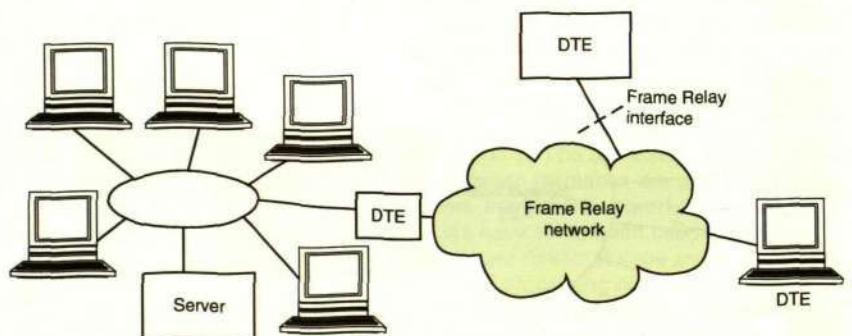 DTE
Frame Relay
interface
DTE
Frame Relay
network
Server
DTE